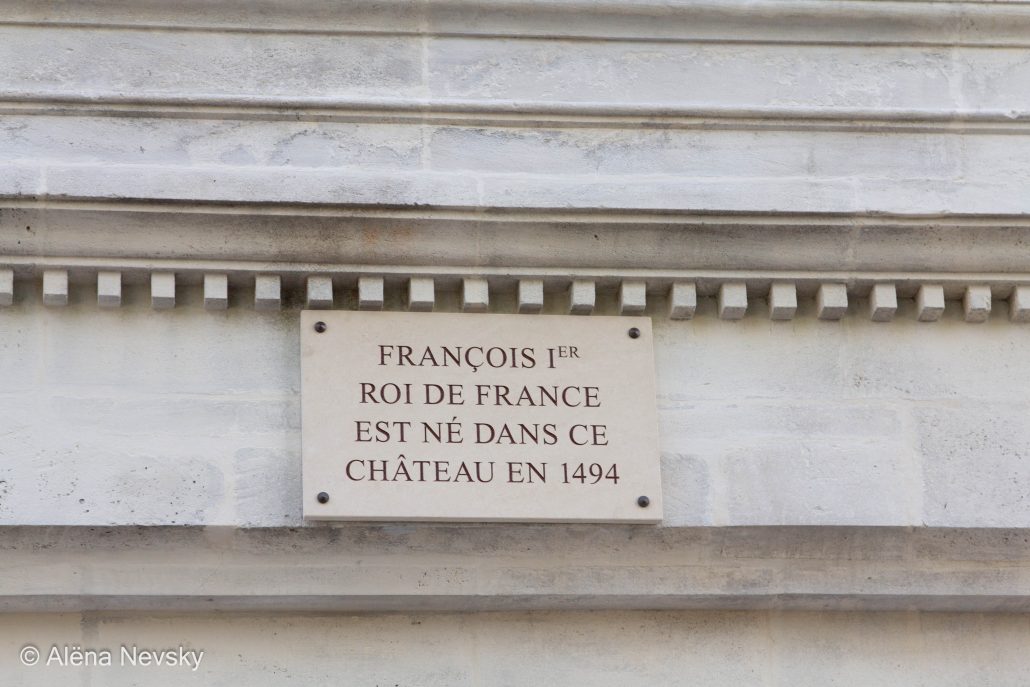 FRANÇOIS IER
ROI DE FRANCE
EST NÉ DANS CE
CHÂTEAU EN 1494
© Alëna Nevsky